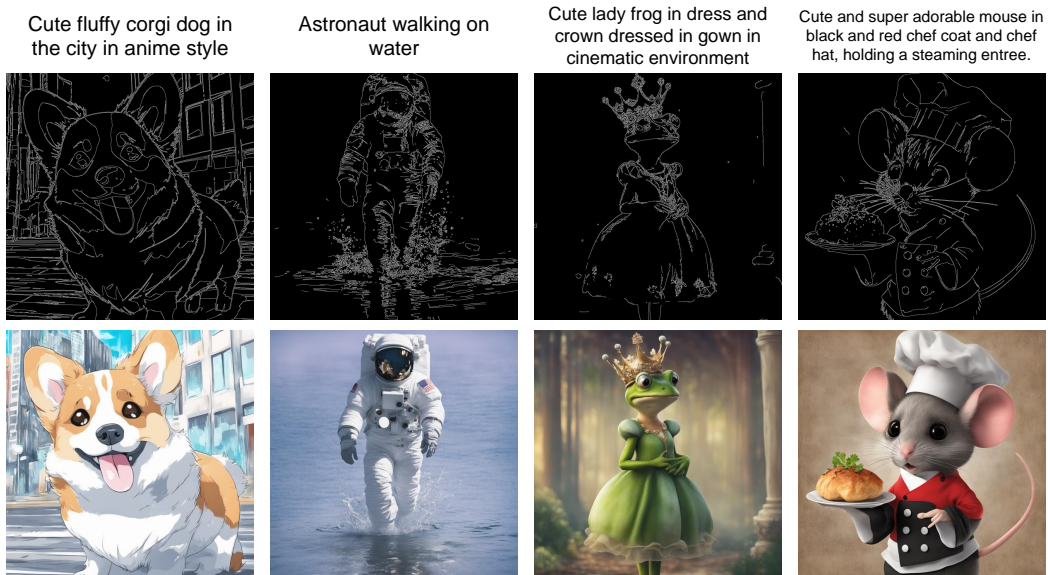 Cute fluffy corgi dog in
the city in anime style
Astronaut walking on
water
Cute lady frog in dress and
crown dressed in gown in
cinematic environment
Cute and super adorable mouse in
black and red chef coat and chef
hat, holding a steaming entree.